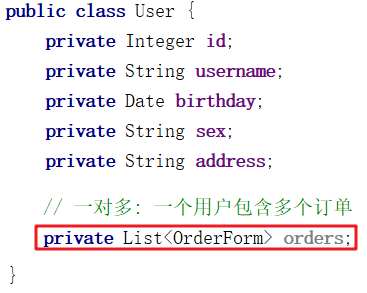 public class User {
private Integer id;
private String username;
private Date birthday;
private String sex;
private String address;
// 一对多: 一个用户包含多个订单
private List<OrderForm> orders;
}